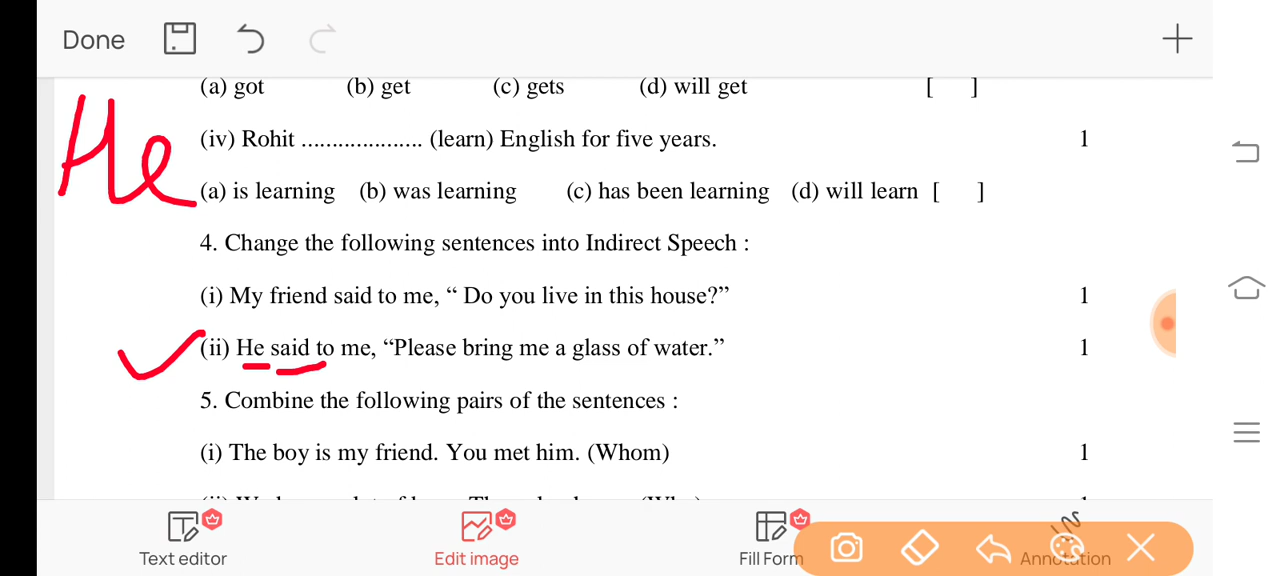 Done
(a) got (b) get (c) gets (d) will get [ ]
He
(iv) Rohit .................... (learn) English for five years. 1
(a) is learning (b) was learning (c) has been learning (d) will learn [ ]
4. Change the following sentences into Indirect Speech :
(i) My friend said to me, “ Do you live in this house?” 1
(ii) He said to me, “Please bring me a glass of water.” 1
5. Combine the following pairs of the sentences :
(i) The boy is my friend. You met him. (Whom) 1
Text editor Edit image Fill Form Annotation